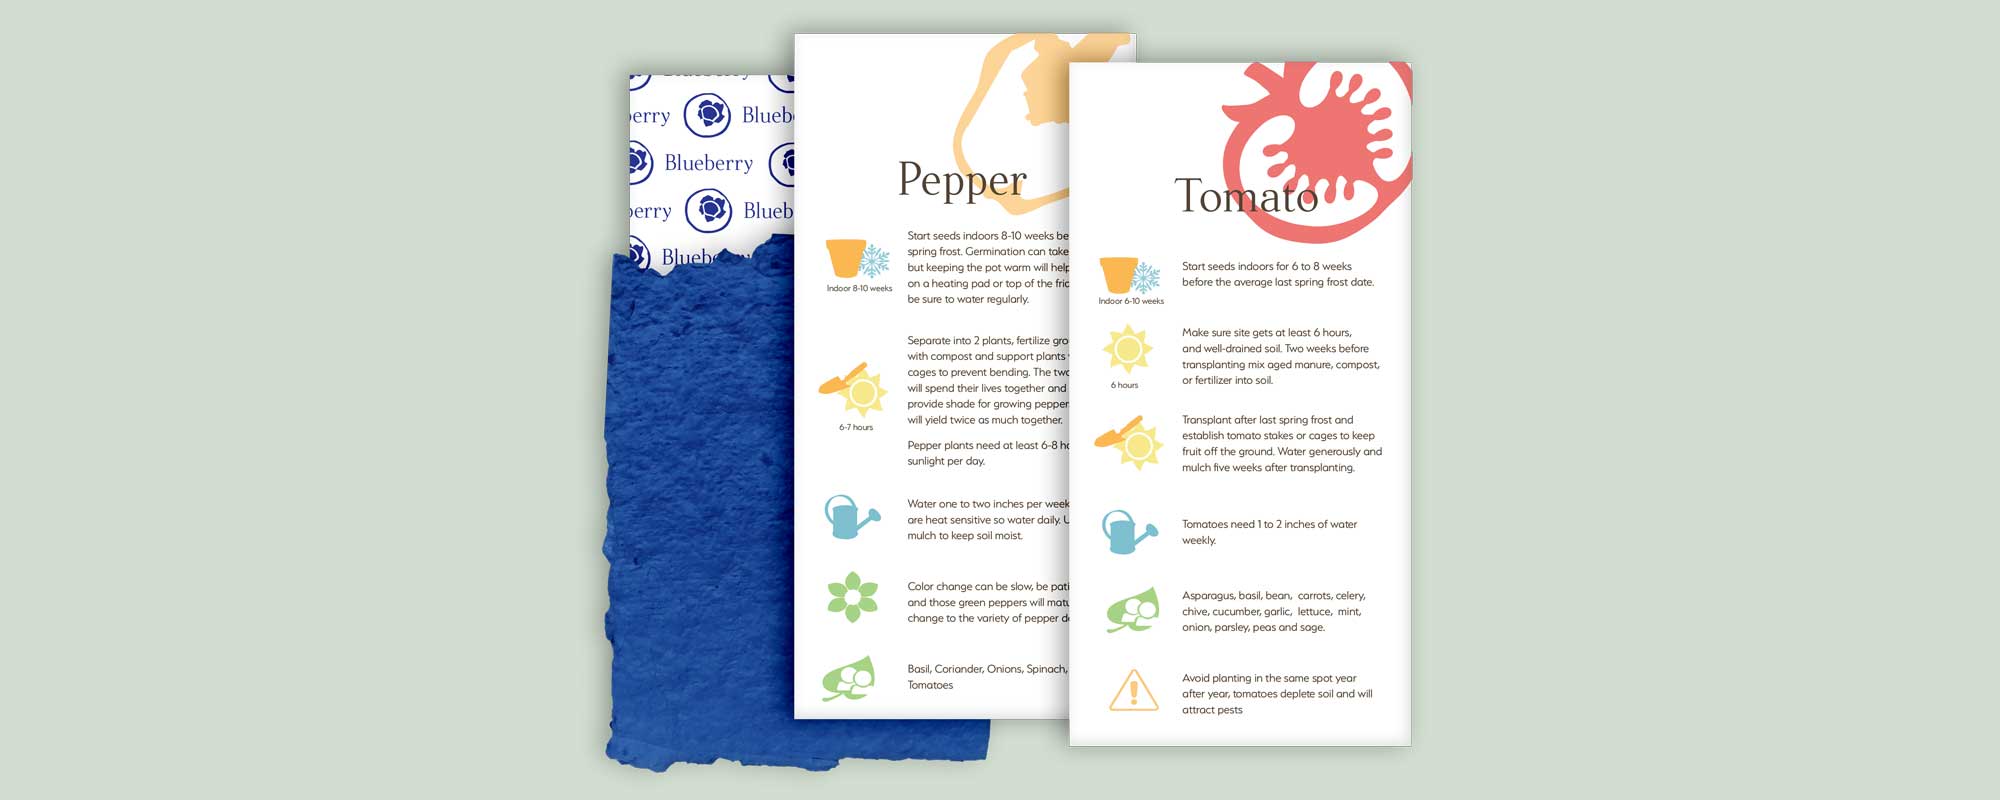 Blueberry
erry Blueb
Blueberry
erry Blueb
Blueb
Pepper
Indoor 8-10 weeks
Start seeds indoors 8-10 weeks
spring frost. Germination can take
but keeping the pot warm will help
on a heating pad or top of the
be sure to water regularly.
6-7 hours
Separate into 2 plants, fertilize
with compost and support plants
cages to prevent bending. The two
will spend their lives together and
provide shade for growing pepper
will yield twice as much together.
Pepper plants need at least 6-8
sunlight per day.
Water one to two inches per week
are heat sensitive so water daily.
mulch to keep soil moist.
Color change can be slow, be
and those green peppers will
change to the variety of pepper
Basil, Coriander, Onions, Spinach,
Tomatoes
Tomato
Indoor 6-10 weeks
Start seeds indoors for 6 to 8 weeks
before the average last spring frost date.
6 hours
Make sure site gets at least 6 hours,
and well-drained soil. Two weeks before
transplanting mix aged manure, compost,
or fertilizer into soil.
Transplant after last spring frost and
establish tomato stakes or cages to keep
fruit off the ground. Water generously and
mulch five weeks after transplanting.
Tomatoes need 1 to 2 inches of water
weekly.
Asparagus, basil, bean, carrots, celery,
chive, cucumber, garlic, lettuce, mint,
onion, parsley, peas and sage.
Avoid planting in the same spot year
after year, tomatoes deplete soil and will
attract pests